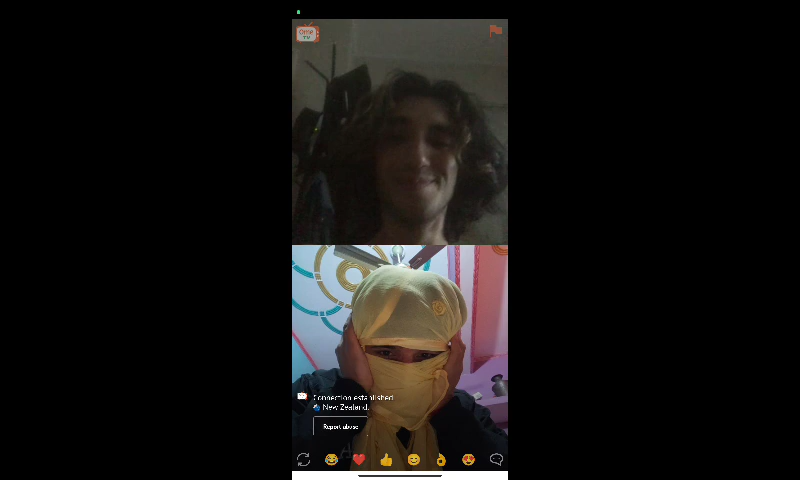 Ome
TV
Connection established
New Zealand.
Report abuse